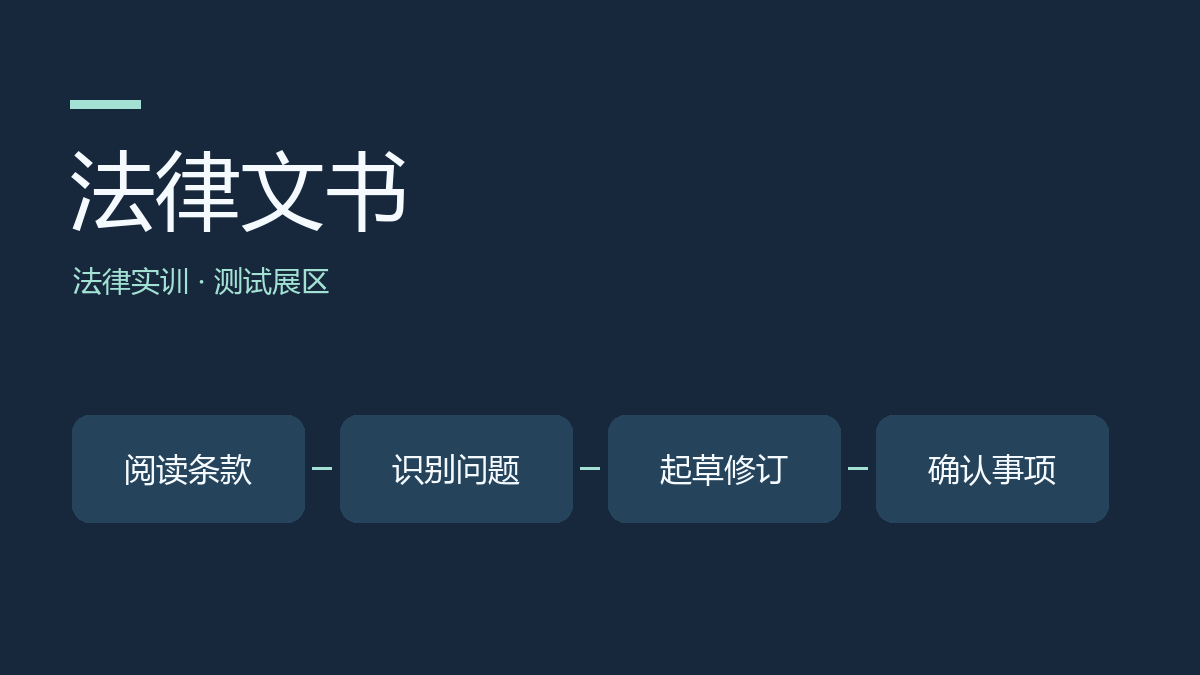 法律文书
法律实训 · 测试展区
阅读条款
识别问题
起草修订
确认事项